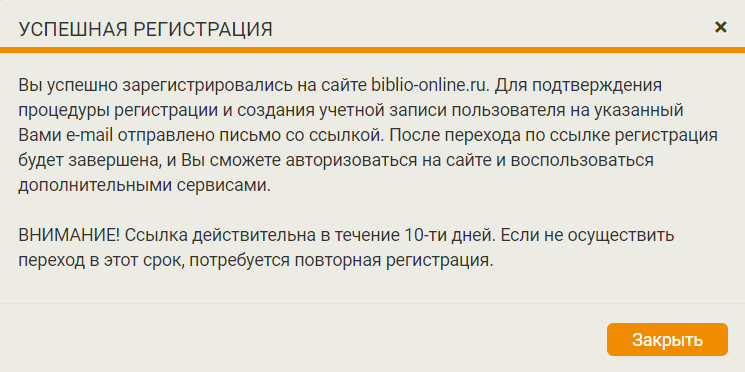 УСПЕШНАЯ РЕГИСТРАЦИЯ ×
Вы успешно зарегистрировались на сайте biblio-online.ru. Для подтверждения
процедуры регистрации и создания учетной записи пользователя на указанный
Вами e-mail отправлено письмо со ссылкой. После перехода по ссылке регистрация
будет завершена, и Вы сможете авторизоваться на сайте и воспользоваться
дополнительными сервисами.
ВНИМАНИЕ! Ссылка действительна в течение 10-ти дней. Если не осуществить
переход в этот срок, потребуется повторная регистрация.
Закрыть